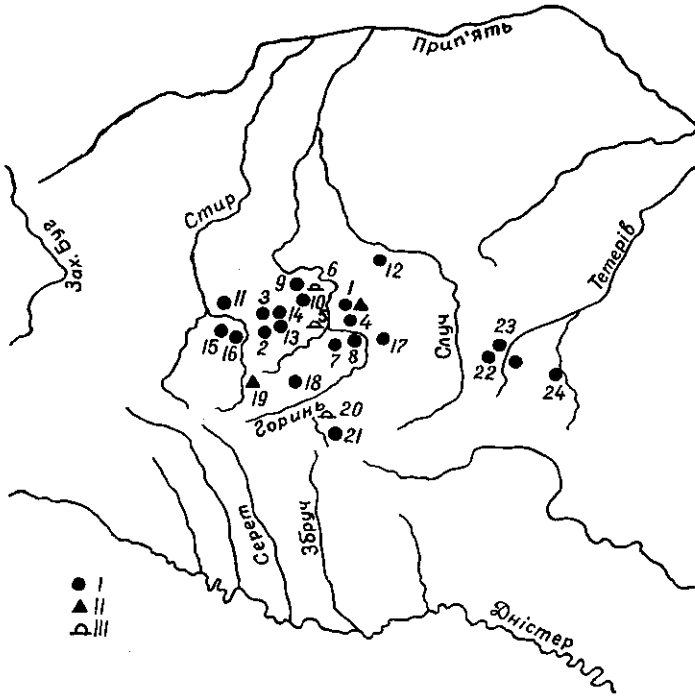 Прип'ять
Зах. Буг
Стир
Тетерів
Случ
Горинь
Серет
Збруч
Дністер
6
9
12
1
10
11
3
14
4
5
15
16
2
13
7
8
17
23
22
24
19
18
20
21
I
II
III